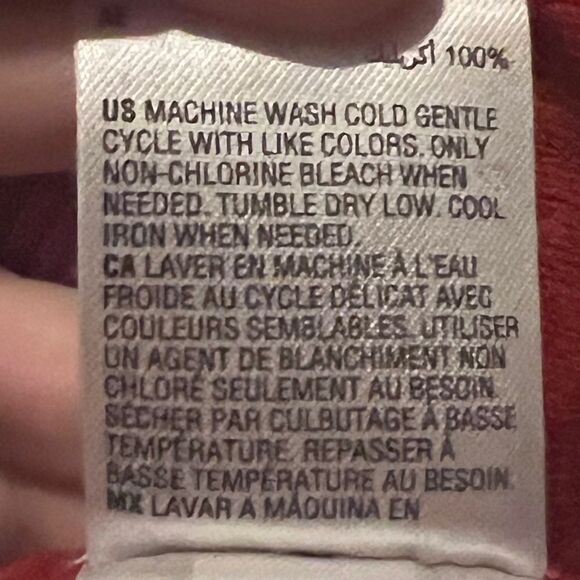 100% اكريليك
US MACHINE WASH COLD GENTLE
CYCLE WITH LIKE COLORS. ONLY
NON-CHLORINE BLEACH WHEN
NEEDED. TUMBLE DRY LOW. COOL
IRON WHEN NEEDED.
CA LAVER EN MACHINE À L'EAU
FROIDE AU CYCLE DÉLICAT AVEC
COULEURS SEMBLABLES. UTILISER
UN AGENT DE BLANCHIMENT NON
CHLORÉ SEULEMENT AU BESOIN.
SÉCHER PAR CULBUTAGE À BASSE
TEMPÉRATURE. REPASSER À
BASSE TEMPÉRATURE AU BESOIN.
MX LAVAR A MÁQUINA EN